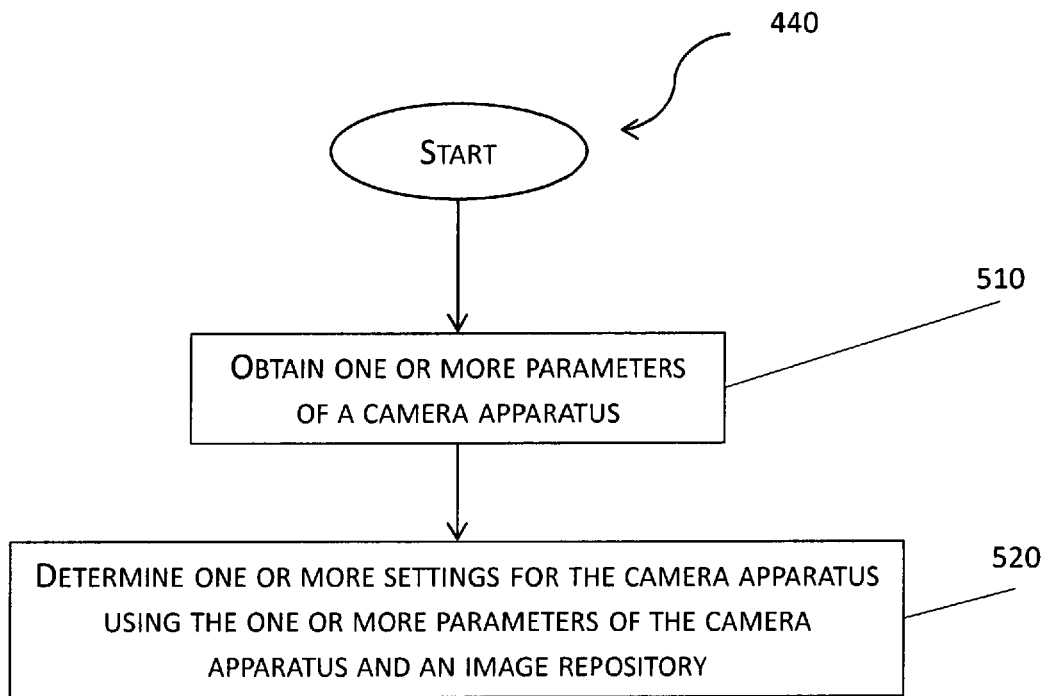 440
START
510
OBTAIN ONE OR MORE PARAMETERS
OF A CAMERA APPARATUS
520
DETERMINE ONE OR MORE SETTINGS FOR THE CAMERA APPARATUS
USING THE ONE OR MORE PARAMETERS OF THE CAMERA
APPARATUS AND AN IMAGE REPOSITORY